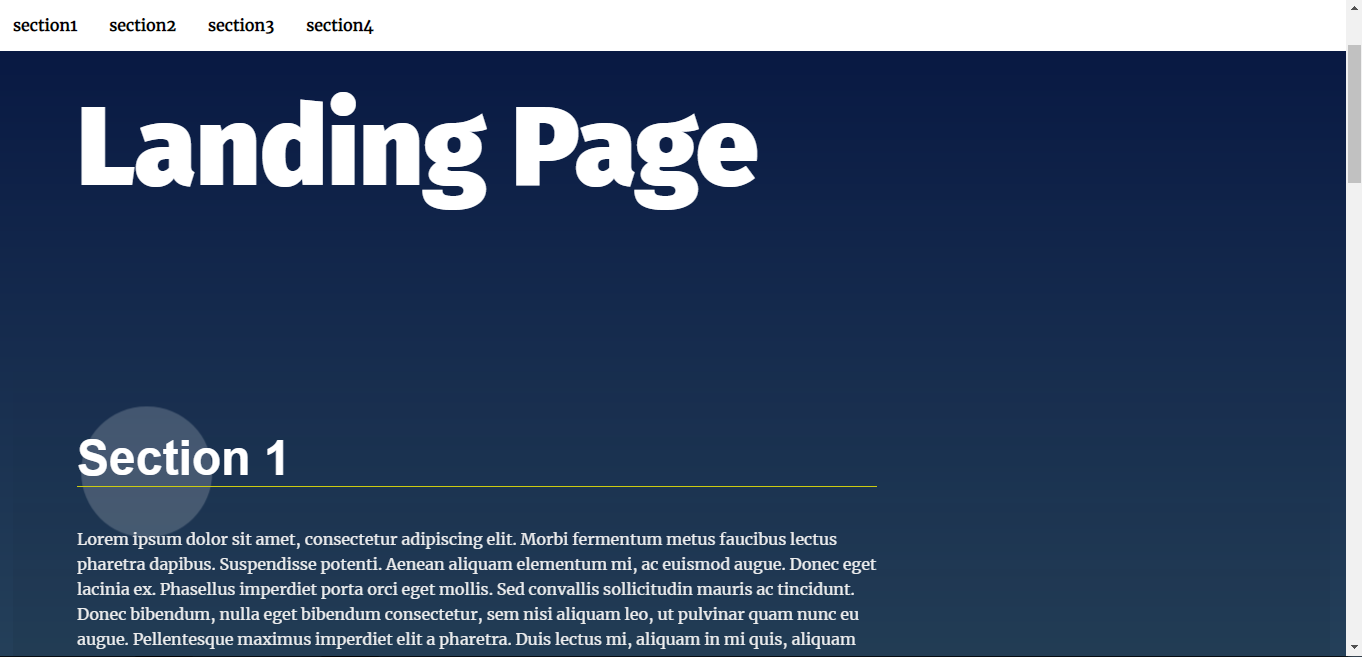 section1 section2 section3 section4
Landing Page
Section 1
Lorem ipsum dolor sit amet, consectetur adipiscing elit. Morbi fermentum metus faucibus lectus
pharetra dapibus. Suspendisse potenti. Aenean aliquam elementum mi, ac euismod augue. Donec eget
lacinia ex. Phasellus imperdiet porta orci eget mollis. Sed convallis sollicitudin mauris ac tincidunt.
Donec bibendum, nulla eget bibendum consectetur, sem nisi aliquam leo, ut pulvinar quam nunc eu
augue. Pellentesque maximus imperdiet elit a pharetra. Duis lectus mi, aliquam in mi quis, aliquam